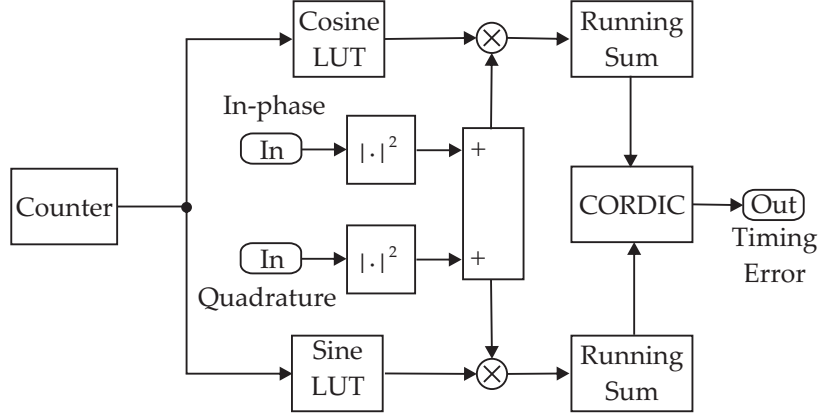 Cosine
LUT
Running
Sum
In-phase
In
|.|²
+
Counter
CORDIC
Out
Timing
Error
In
|.|²
+
Quadrature
Sine
LUT
Running
Sum